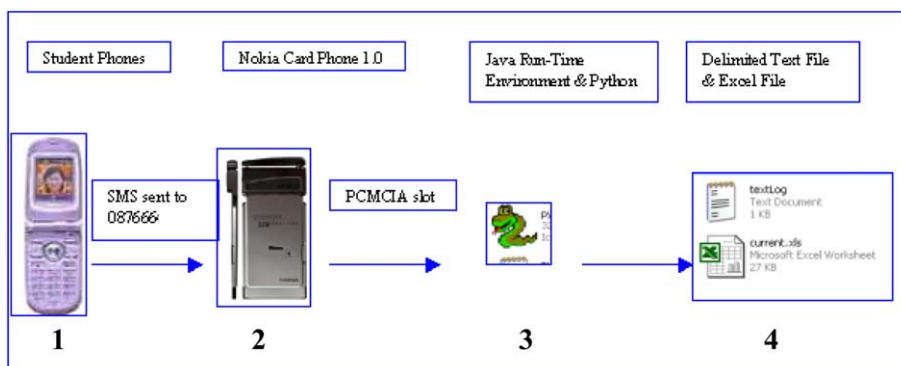 Student Phones
Nokia Card Phone 1.0
Java Run-Time
Environment & Python
Delimited Text File
& Excel File
SMS sent to
087666
PCMCIA slot
textLog
Text Document
1 KB
current.xls
Microsoft Excel Worksheet
27 KB
1
2
3
4